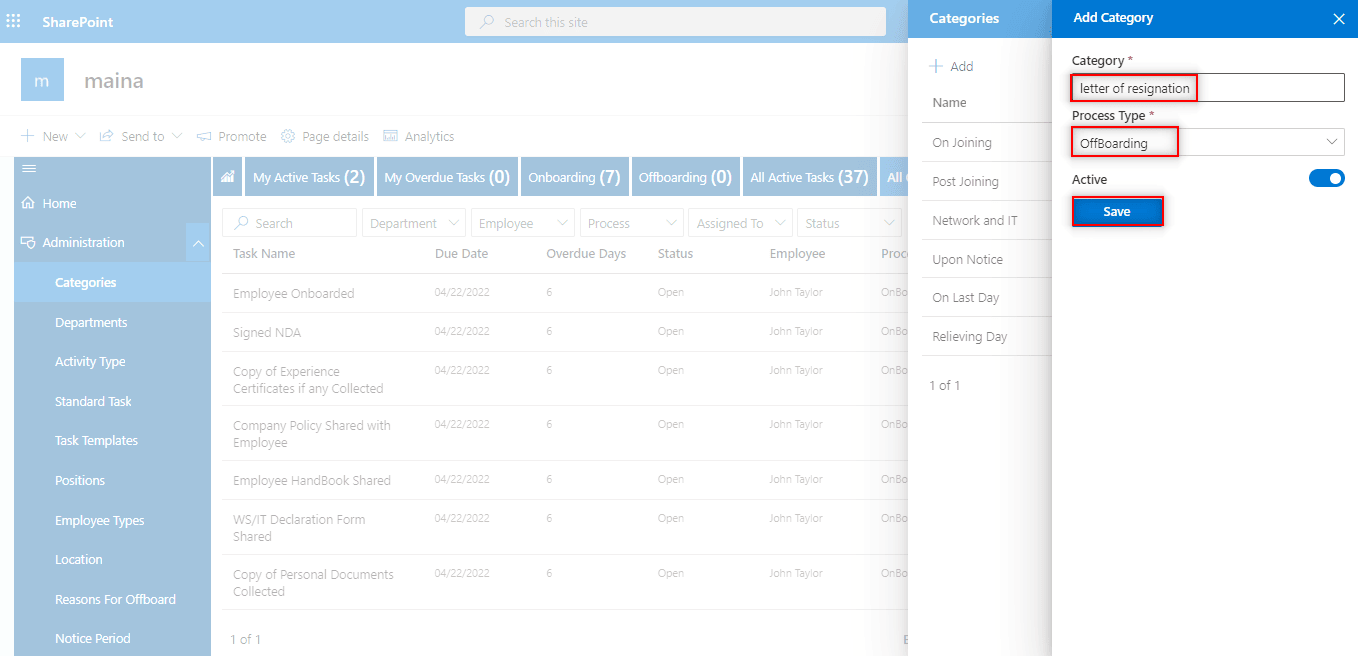 SharePoint
Search this site
m
maina
New
Send to
Promote
Page details
Analytics
Home
Administration
Categories
Departments
Activity Type
Standard Task
Task Templates
Positions
Employee Types
Location
Reasons For Offboard
Notice Period
My Active Tasks (2)
My Overdue Tasks (0)
Onboarding (7)
Offboarding (0)
All Active Tasks (37)
All
Search
Department
Employee
Process
Assigned To
Status
Task Name Due Date Overdue Days Status Employee Proc
Employee Onboarded 04/22/2022 6 Open John Taylor OnBo
Signed NDA 04/22/2022 6 Open John Taylor OnBo
Copy of Experience 04/22/2022 6 Open John Taylor OnBo
Certificates if any Collected
Company Policy Shared with 04/22/2022 6 Open John Taylor OnBo
Employee
Employee HandBook Shared 04/22/2022 6 Open John Taylor OnBo
WS/IT Declaration Form 04/22/2022 6 Open John Taylor OnBo
Shared
Copy of Personal Documents 04/22/2022 6 Open John Taylor OnBo
Collected
1 of 1
Categories
Add
Name
On Joining
Post Joining
Network and IT
Upon Notice
On Last Day
Relieving Day
1 of 1
Add Category
Category *
letter of resignation
Process Type *
OffBoarding
Active
Save